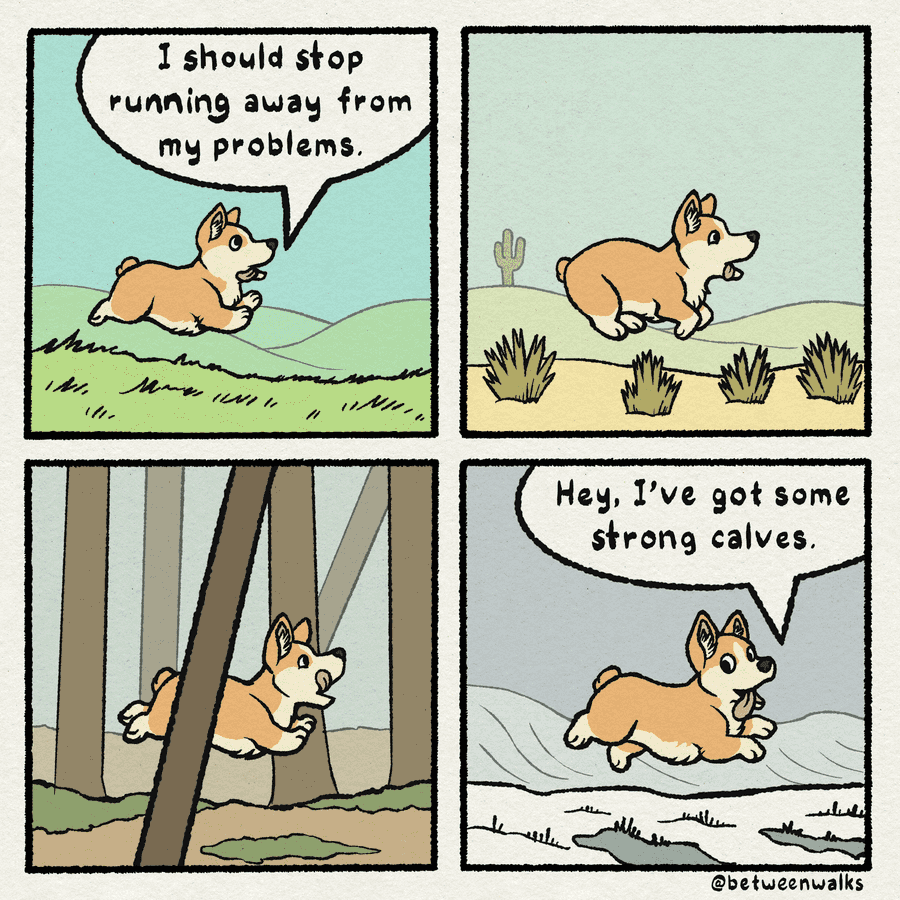 I should stop
running away from
my problems.
Hey, I've got some
strong calves.
@betweenwalks